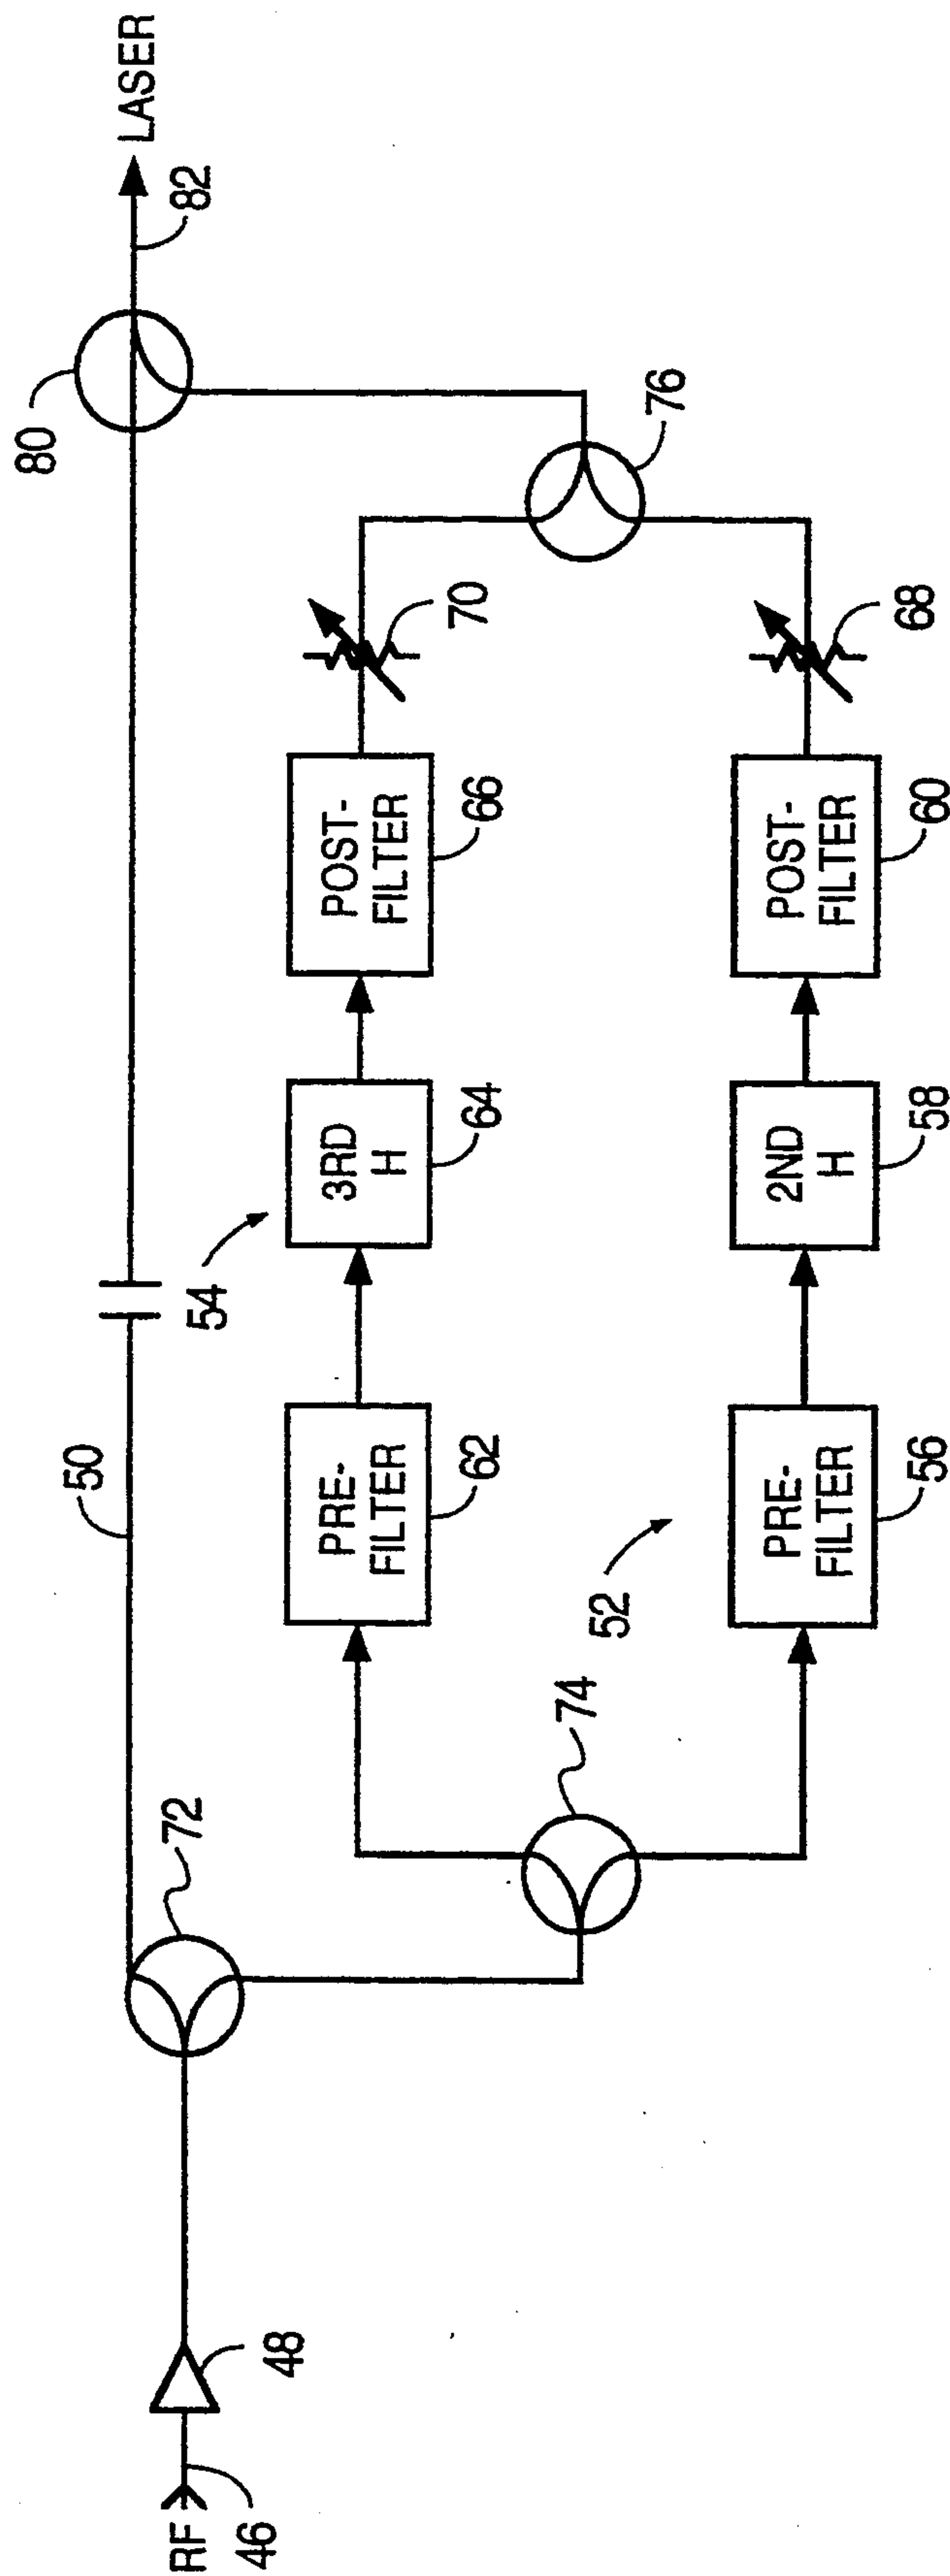 80
LASER
82
50
72
54
PRE-
FILTER
62
3RD
H
64
POST-
FILTER
66
70
76
RF
46
48
74
52
PRE-
FILTER
56
2ND
H
58
POST-
FILTER
60
68